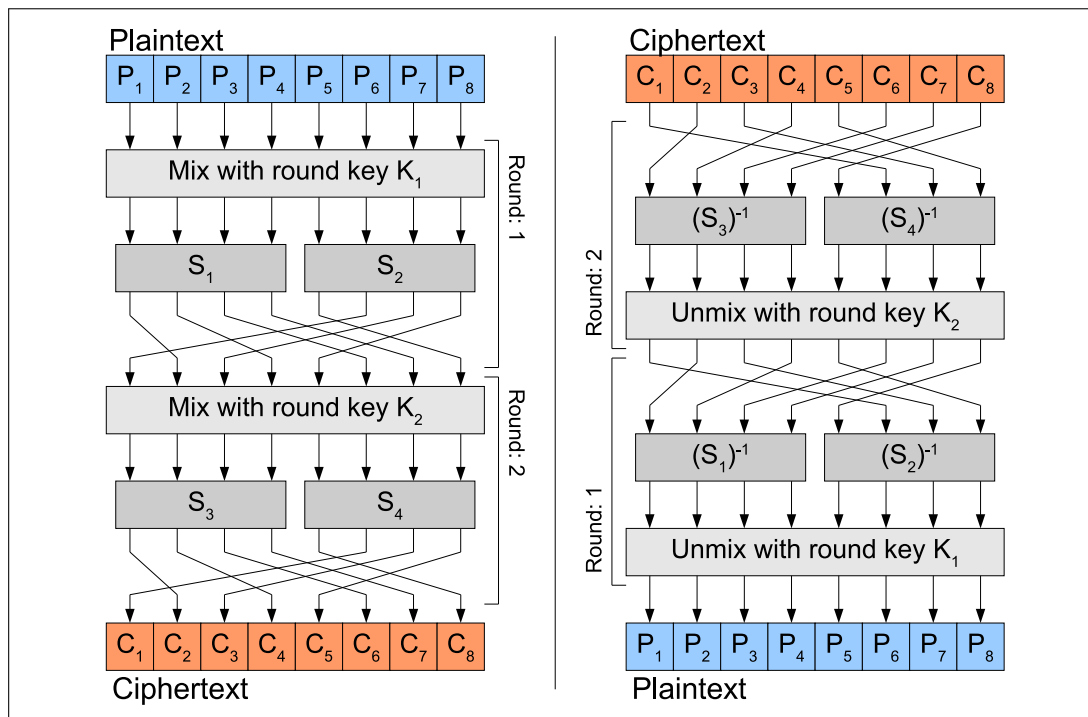 Plaintext
P₁ P₂ P₃ P₄ P₅ P₆ P₇ P₈
Mix with round key K₁
S₁ S₂
Round: 1
Mix with round key K₂
S₃ S₄
Round: 2
C₁ C₂ C₃ C₄ C₅ C₆ C₇ C₈
Ciphertext
Ciphertext
C₁ C₂ C₃ C₄ C₅ C₆ C₇ C₈
(S₃)⁻¹ (S₄)⁻¹
Round: 2
Unmix with round key K₂
(S₁)⁻¹ (S₂)⁻¹
Round: 1
Unmix with round key K₁
P₁ P₂ P₃ P₄ P₅ P₆ P₇ P₈
Plaintext